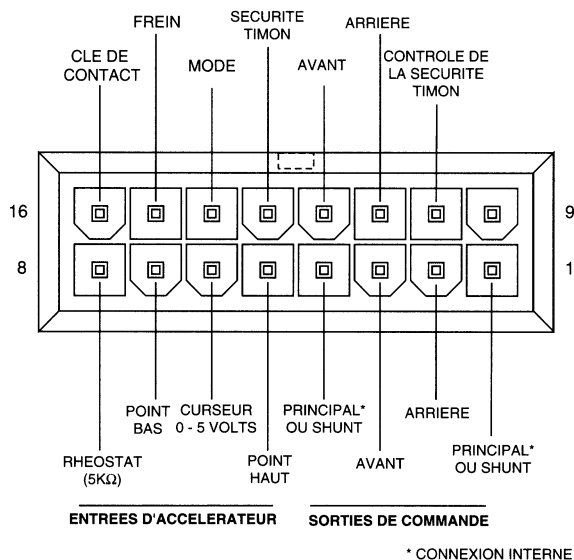 FREIN
SECURITE
TIMON
ARRIERE
CLE DE
CONTACT
MODE
AVANT
CONTROLE DE
LA SECURITE
TIMON
16
9
8
1
POINT
BAS
CURSEUR
0 - 5 VOLTS
PRINCIPAL*
OU SHUNT
ARRIERE
RHEOSTAT
(5KΩ)
POINT
HAUT
AVANT
PRINCIPAL*
OU SHUNT
ENTREES D'ACCELERATEUR
SORTIES DE COMMANDE
* CONNEXION INTERNE